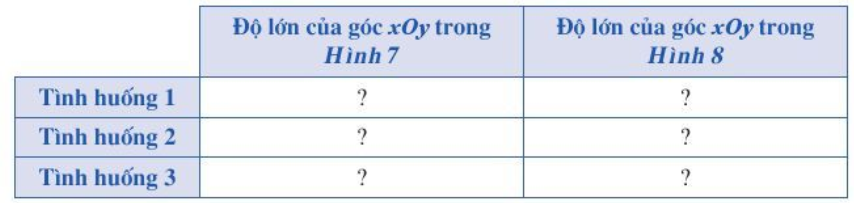 Độ lớn của góc xOy trong
Hình 7
Độ lớn của góc xOy trong
Hình 8
Tình huống 1 ? ?
Tình huống 2 ? ?
Tình huống 3 ? ?